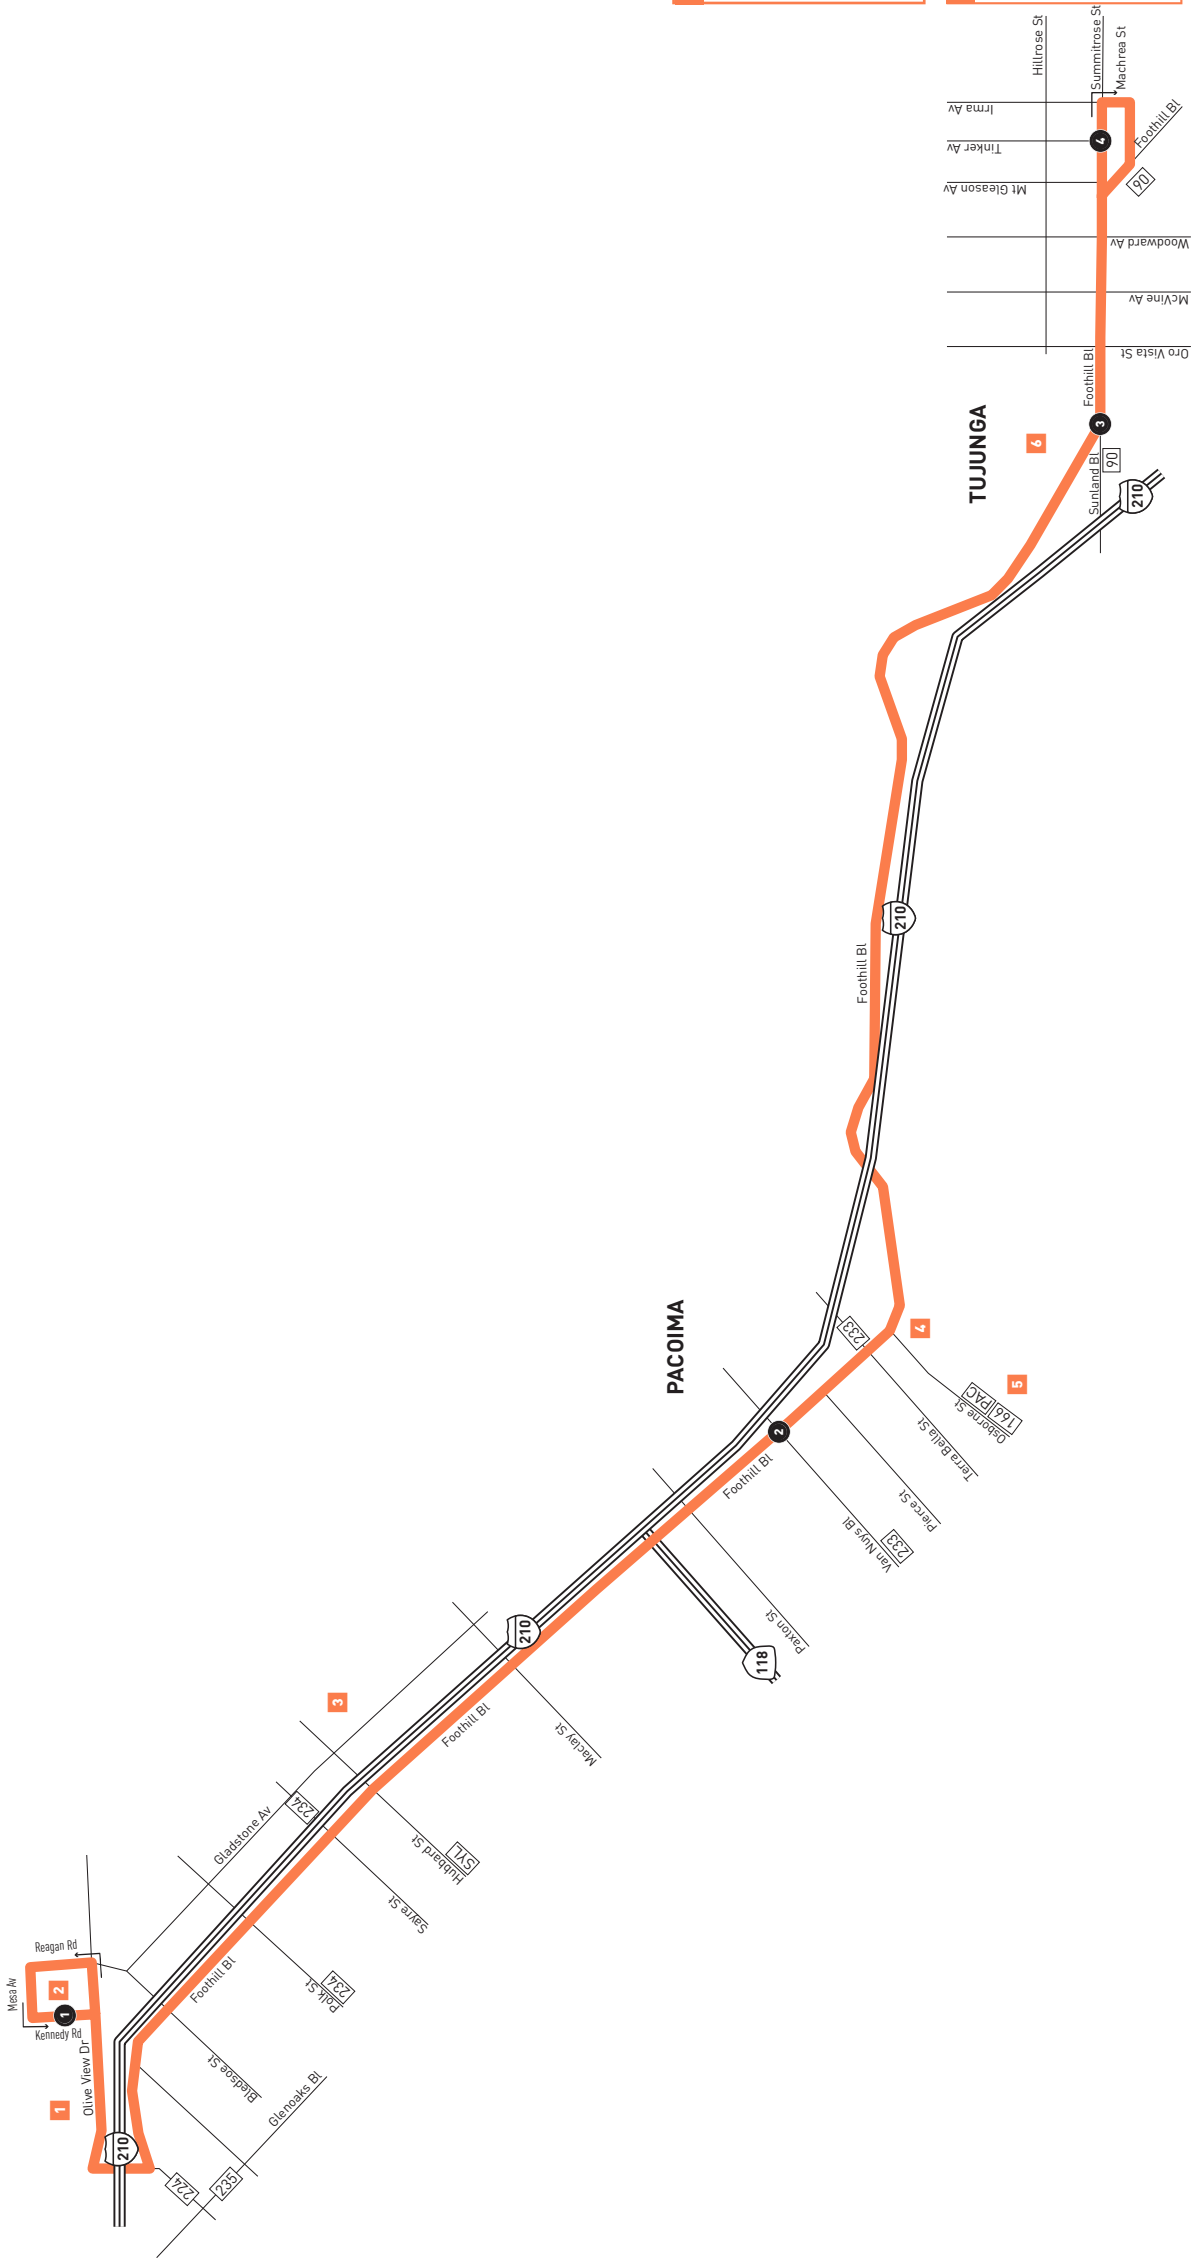 Hillrose St
Summitrose St
Machrea St
Irma Av
Tinker Av
4
Foothill Bl
Mt Gleason Av
90
Woodward Av
McVine Av
Oro Vista St
Foothill Bl
3
TUJUNGA
6
Sunland Bl
90
210
210
Foothill Bl
PACOIMA
233
4
5
166
PAC
Osborne St
Terra Bella St
2
Foothill Bl
Pierce St
Van Nuys Bl
233
Paxton St
118
210
Maclay St
3
Foothill Bl
Gladstone Av
234
Hubbard St
SYL
Sayre St
Reagan Rd
Mesa Av
2
1
Kennedy Rd
Foothill Bl
Polk St
234
Olive View Dr
Bledsoe St
1
Glenoaks Bl
210
224
235